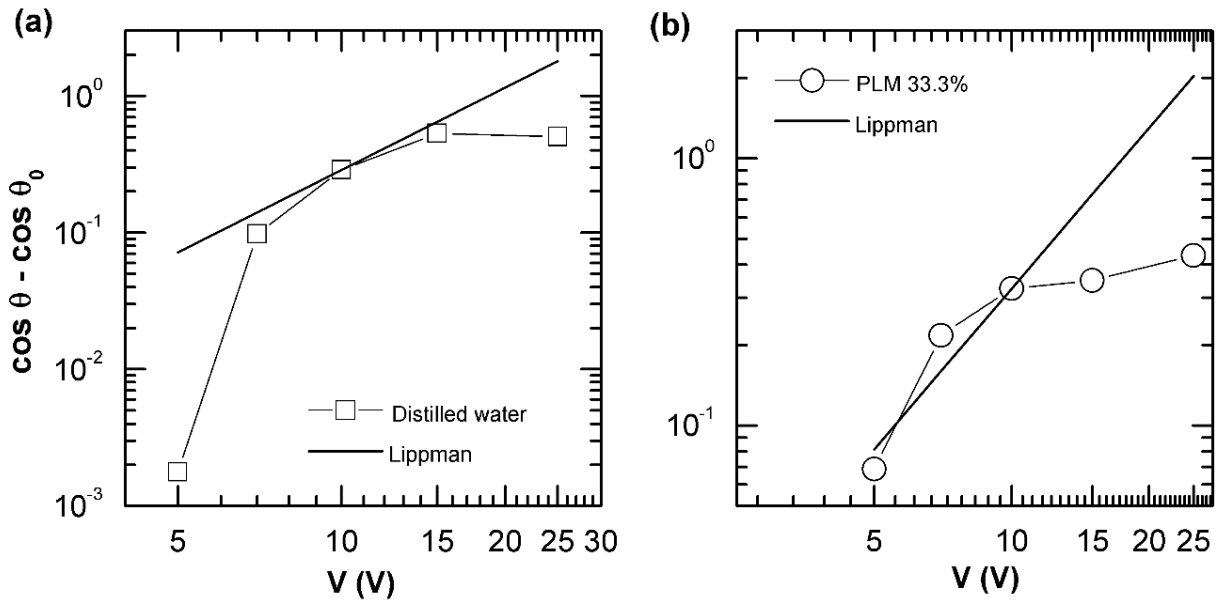 (a)
10^0
10^-1
10^-2
10^-3
cos θ - cos θ_0
Distilled water
Lippman
5 10 15 20 25 30
V (V)
(b)
PLM 33.3%
Lippman
10^0
10^-1
5 10 15 20 25
V (V)